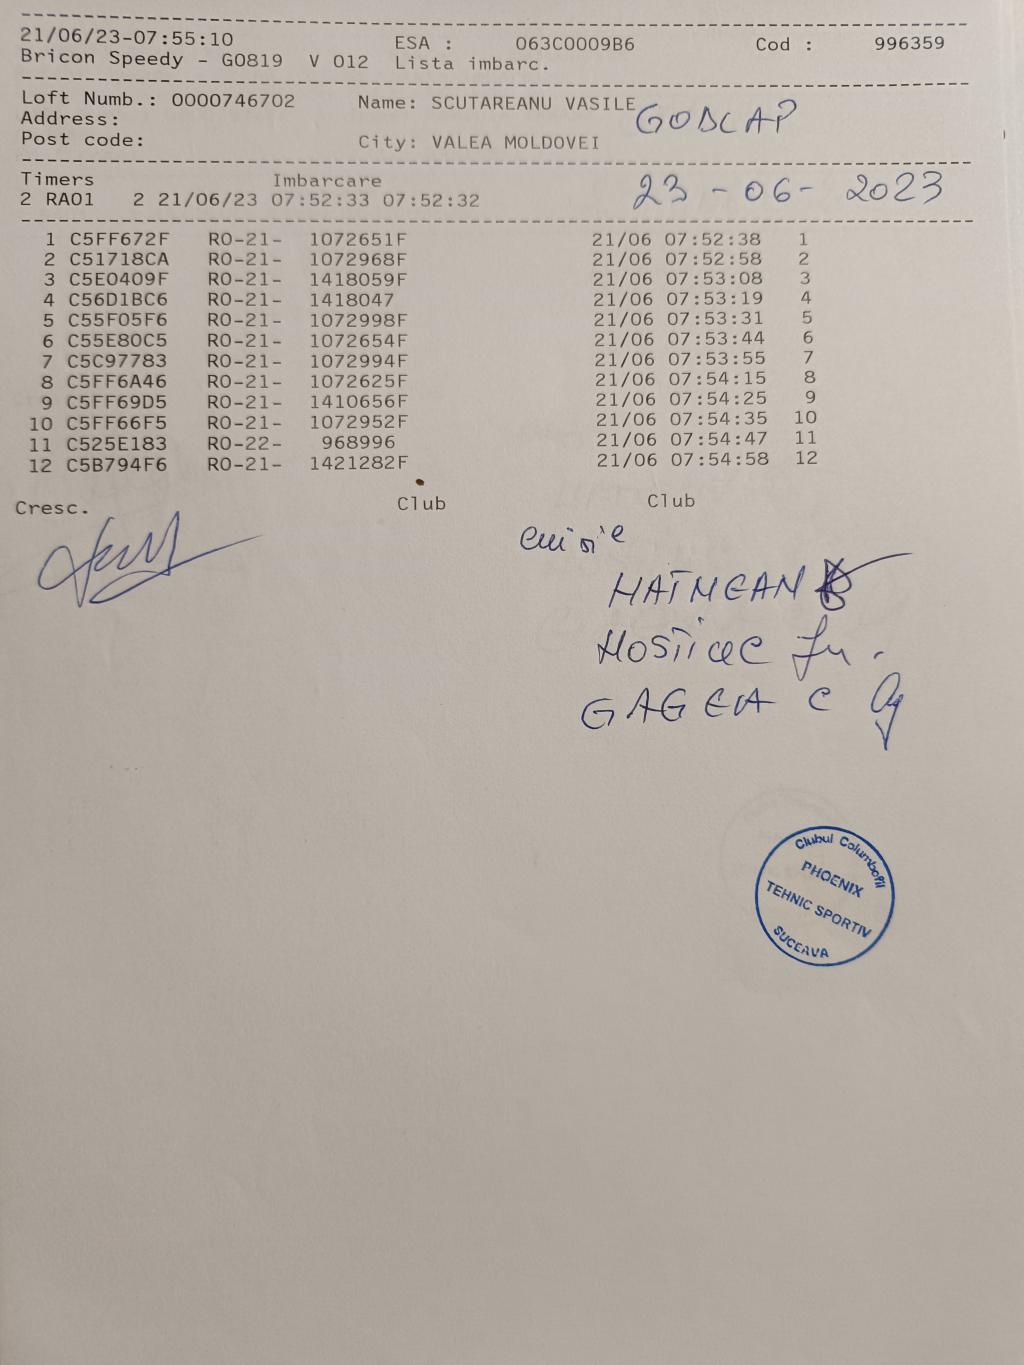 21/06/23-07:55:10 ESA : 063C0009B6 Cod : 996359
Bricon Speedy - G0819 V 012 Lista imbarc.
Loft Numb.: 0000746702 Name: SCUTAREANU VASILE GODCAP
Address:
Post code: City: VALEA MOLDOVEI
Timers Imbarcare
2 RA01 2 21/06/23 07:52:33 07:52:32 23-06-2023
1 C5FF672F RO-21- 1072651F 21/06 07:52:38 1
2 C51718CA RO-21- 1072968F 21/06 07:52:58 2
3 C5E0409F RO-21- 1418059F 21/06 07:53:08 3
4 C56D1BC6 RO-21- 1418047 21/06 07:53:19 4
5 C55F05F6 RO-21- 1072998F 21/06 07:53:31 5
6 C55E80C5 RO-21- 1072654F 21/06 07:53:44 6
7 C5C97783 RO-21- 1072994F 21/06 07:53:55 7
8 C5FF6A46 RO-21- 1072625F 21/06 07:54:15 8
9 C5FF69D5 RO-21- 1410656F 21/06 07:54:25 9
10 C5FF66F5 RO-21- 1072952F 21/06 07:54:35 10
11 C525E183 RO-22- 968996 21/06 07:54:47 11
12 C5B794F6 RO-21- 1421282F 21/06 07:54:58 12
Cresc. Club Club
HATMEAN
GAGEA C
Clubul Columbofil
PHOENIX
TEHNIC SPORTIV
SUCEAVA